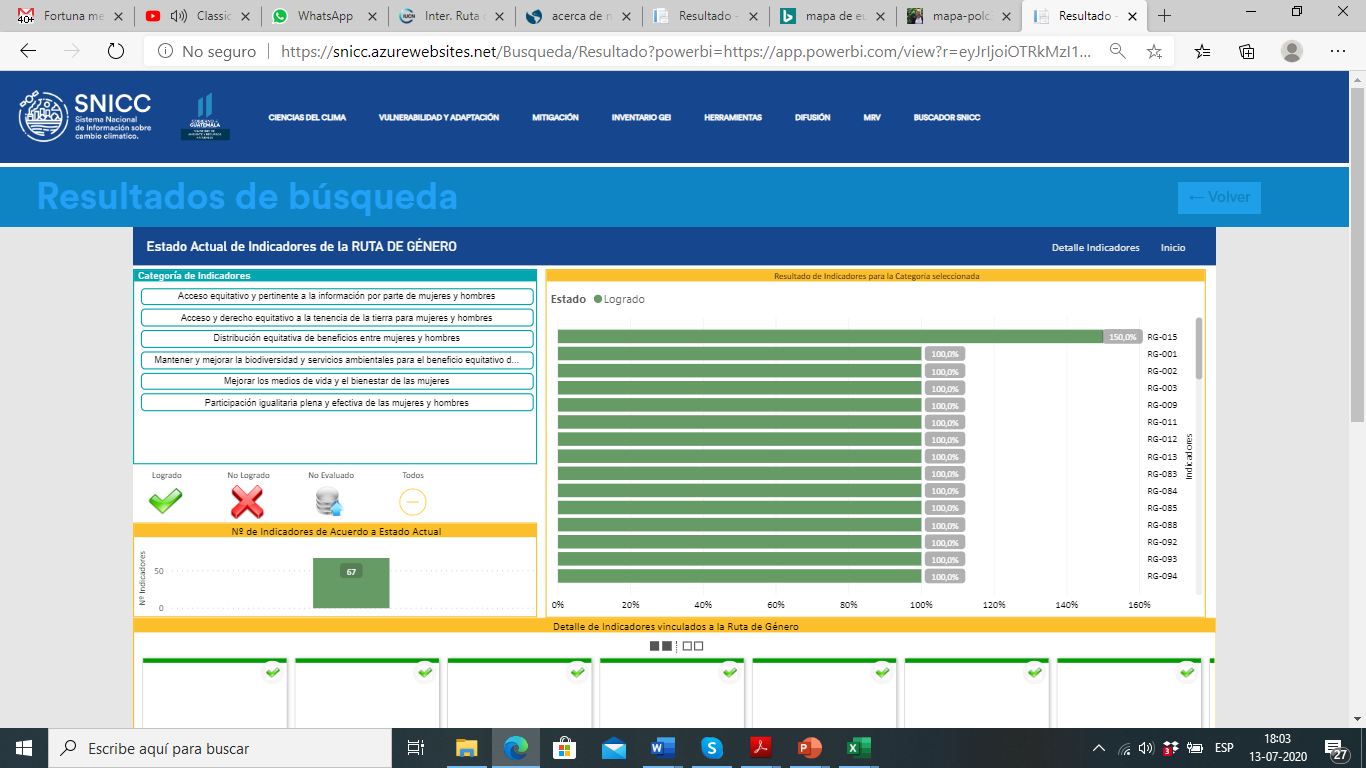 40+ Fortuna me
Classic
WhatsApp
Inter. Ruta
acerca de n
Resultado -
mapa de eu
mapa-polc
Resultado -
No seguro
https://snicc.azurewebsites.net/Busqueda/Resultado?powerbi=https://app.powerbi.com/view?r=eyJrIjoiOTRkMzI1...
SNICC
Sistema Nacional
de Información sobre
cambio climatico.
GUATEMALA
CIENCIAS DEL CLIMA
VULNERABILIDAD Y ADAPTACIÓN
MITIGACIÓN
INVENTARIO GEI
HERRAMIENTAS
DIFUSIÓN
MRV
BUSCADOR SNICC
Resultados de búsqueda
← Volver
Estado Actual de Indicadores de la RUTA DE GÉNERO
Detalle Indicadores
Inicio
Categoría de Indicadores
Acceso equitativo y pertinente a la información por parte de mujeres y hombres
Acceso y derecho equitativo a la tenencia de la tierra para mujeres y hombres
Distribución equitativa de beneficios entre mujeres y hombres
Mantener y mejorar la biodiversidad y servicios ambientales para el beneficio equitativo d...
Mejorar los medios de vida y el bienestar de las mujeres
Participación igualitaria plena y efectiva de las mujeres y hombres
Logrado
No Logrado
No Evaluado
Todos
Nº de Indicadores de Acuerdo a Estado Actual
Nº Indicadores
50
0
67
Resultado de Indicadores para la Categoría seleccionada
Estado Logrado
150,0% RG-015
100,0% RG-001
100,0% RG-002
100,0% RG-003
100,0% RG-009
100,0% RG-011
100,0% RG-012
100,0% RG-013
100,0% RG-083
100,0% RG-084
100,0% RG-085
100,0% RG-088
100,0% RG-092
100,0% RG-093
100,0% RG-094
Indicadores
0% 20% 40% 60% 80% 100% 120% 140% 160%
Detalle de Indicadores vinculados a la Ruta de Género
Escribe aquí para buscar
ESP
18:03
13-07-2020
27